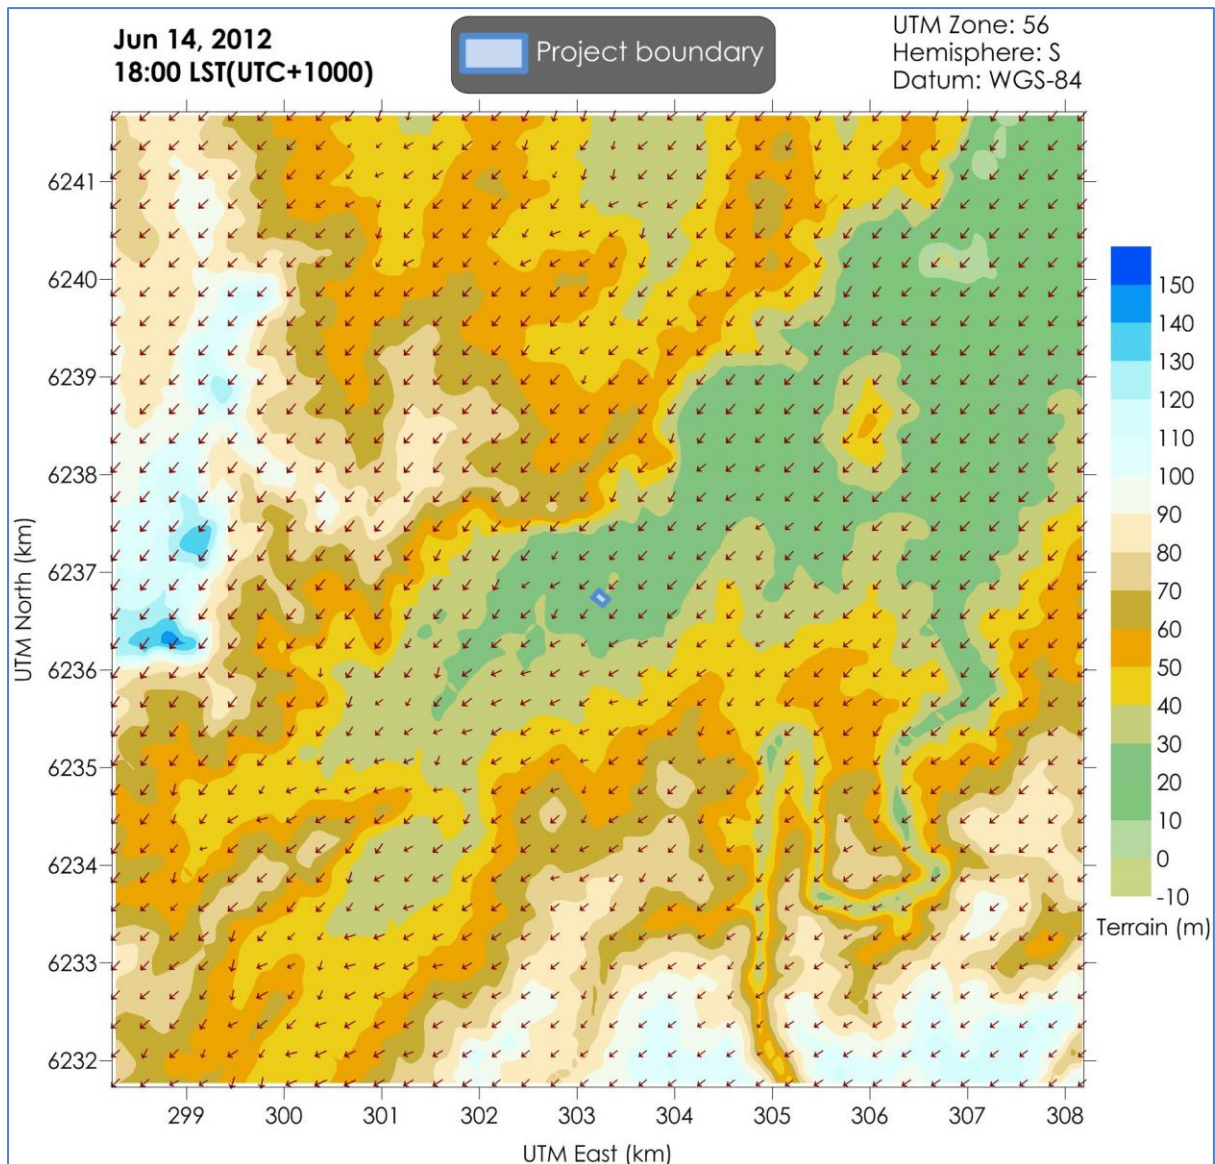 Jun 14, 2012
18:00 LST(UTC+1000)
Project boundary
UTM Zone: 56
Hemisphere: S
Datum: WGS-84
6241
6240
6239
6238
6237
6236
6235
6234
6233
6232
UTM North (km)
299 300 301 302 303 304 305 306 307 308
UTM East (km)
150
140
130
120
110
100
90
80
70
60
50
40
30
20
10
0
-10
Terrain (m)